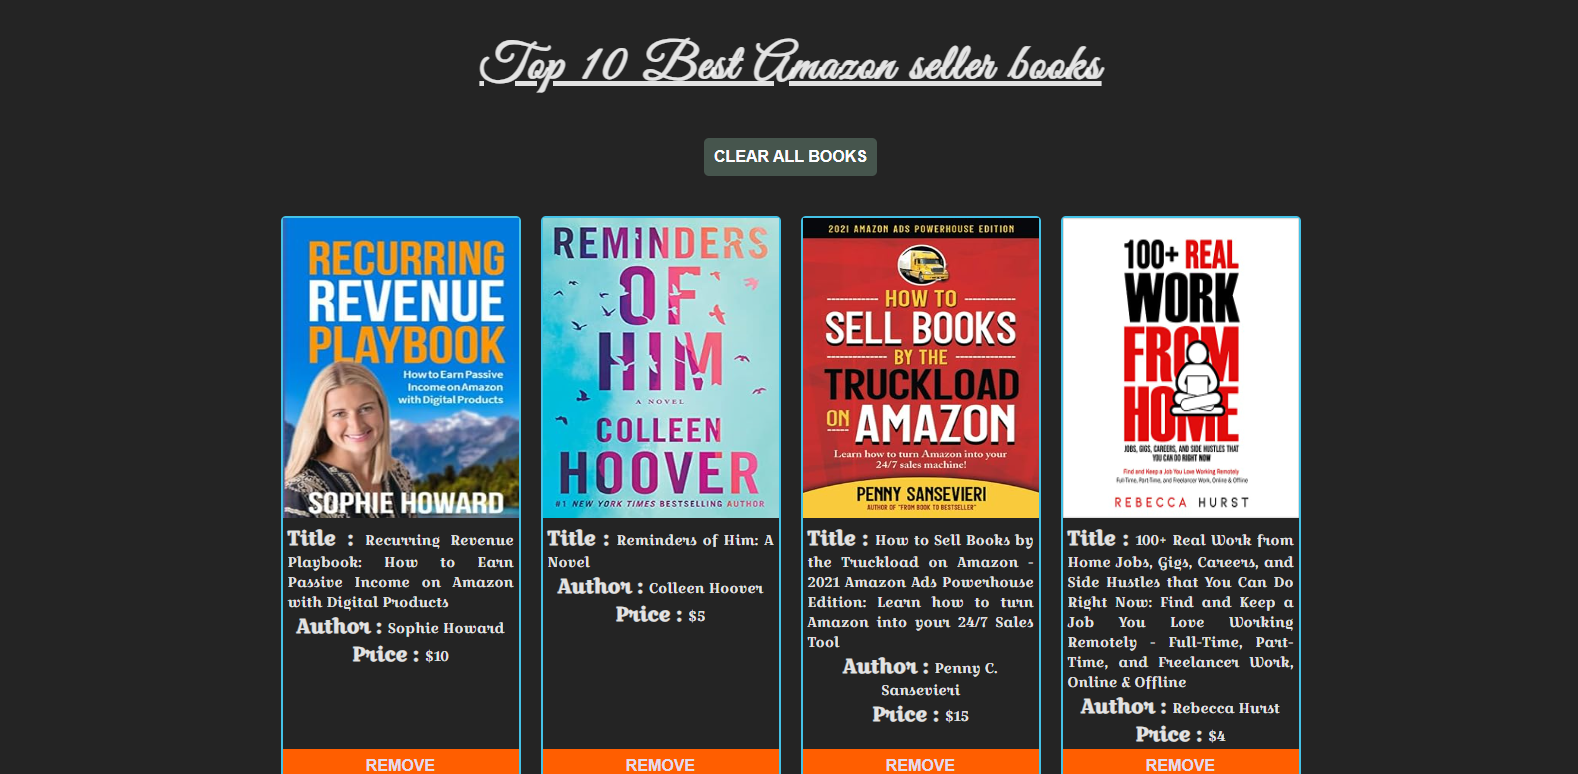 Top 10 Best Amazon seller books
CLEAR ALL BOOKS
RECURRING
REVENUE
PLAYBOOK
How to Earn Passive
Income on Amazon
with Digital Products
SOPHIE HOWARD
Title : Recurring Revenue
Playbook: How to Earn
Passive Income on Amazon
with Digital Products
Author : Sophie Howard
Price : $10
REMOVE
REMINDERS
OF
HIM
A NOVEL
COLLEEN
HOOVER
#1 NEW YORK TIMES BESTSELLING AUTHOR
Title : Reminders of Him: A
Novel
Author : Colleen Hoover
Price : $5
REMOVE
2021 AMAZON ADS POWERHOUSE EDITION
HOW TO
SELL BOOKS
BY THE
TRUCKLOAD
ON AMAZON
Learn how to turn Amazon into your
24/7 sales machine!
PENNY SANSEVIERI
AUTHOR OF "FROM BOOK TO BESTSELLER"
Title : How to Sell Books by
the Truckload on Amazon -
2021 Amazon Ads Powerhouse
Edition: Learn how to turn
Amazon into your 24/7 Sales
Tool
Author : Penny C.
Sansevieri
Price : $15
REMOVE
100+ REAL
WORK
FROM
HOME
JOBS, GIGS, CAREERS, AND SIDE HUSTLES THAT
YOU CAN DO RIGHT NOW
Find and Keep a Job You Love Working Remotely
Full-Time, Part-Time, and Freelancer Work, Online & Offline
REBECCA HURST
Title : 100+ Real Work from
Home Jobs, Gigs, Careers, and
Side Hustles that You Can Do
Right Now: Find and Keep a
Job You Love Working
Remotely - Full-Time, Part-
Time, and Freelancer Work,
Online & Offline
Author : Rebecca Hurst
Price : $4
REMOVE